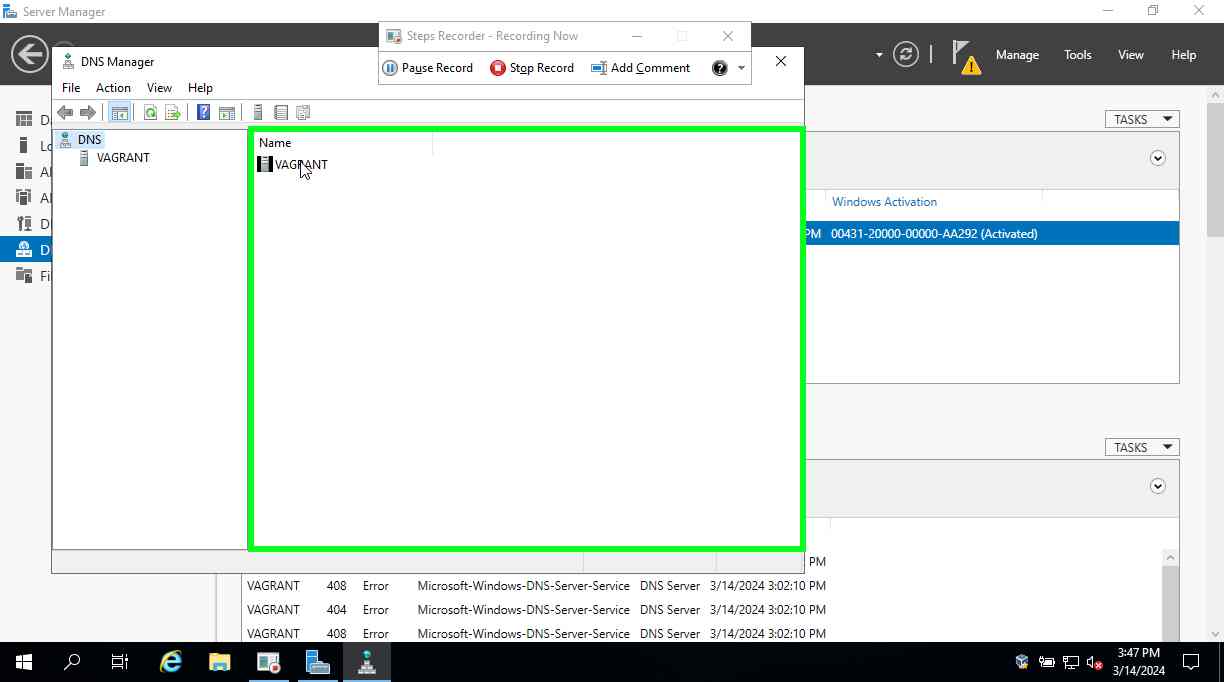 Server Manager
Steps Recorder - Recording Now
Pause Record Stop Record Add Comment
Manage Tools View Help
DNS Manager
File Action View Help
DNS
VAGRANT
Name
VAGRANT
TASKS
Windows Activation
PM 00431-20000-00000-AA292 (Activated)
TASKS
PM
VAGRANT 408 Error Microsoft-Windows-DNS-Server-Service DNS Server 3/14/2024 3:02:10 PM
VAGRANT 404 Error Microsoft-Windows-DNS-Server-Service DNS Server 3/14/2024 3:02:10 PM
VAGRANT 408 Error Microsoft-Windows-DNS-Server-Service DNS Server 3/14/2024 3:02:10 PM
3:47 PM
3/14/2024